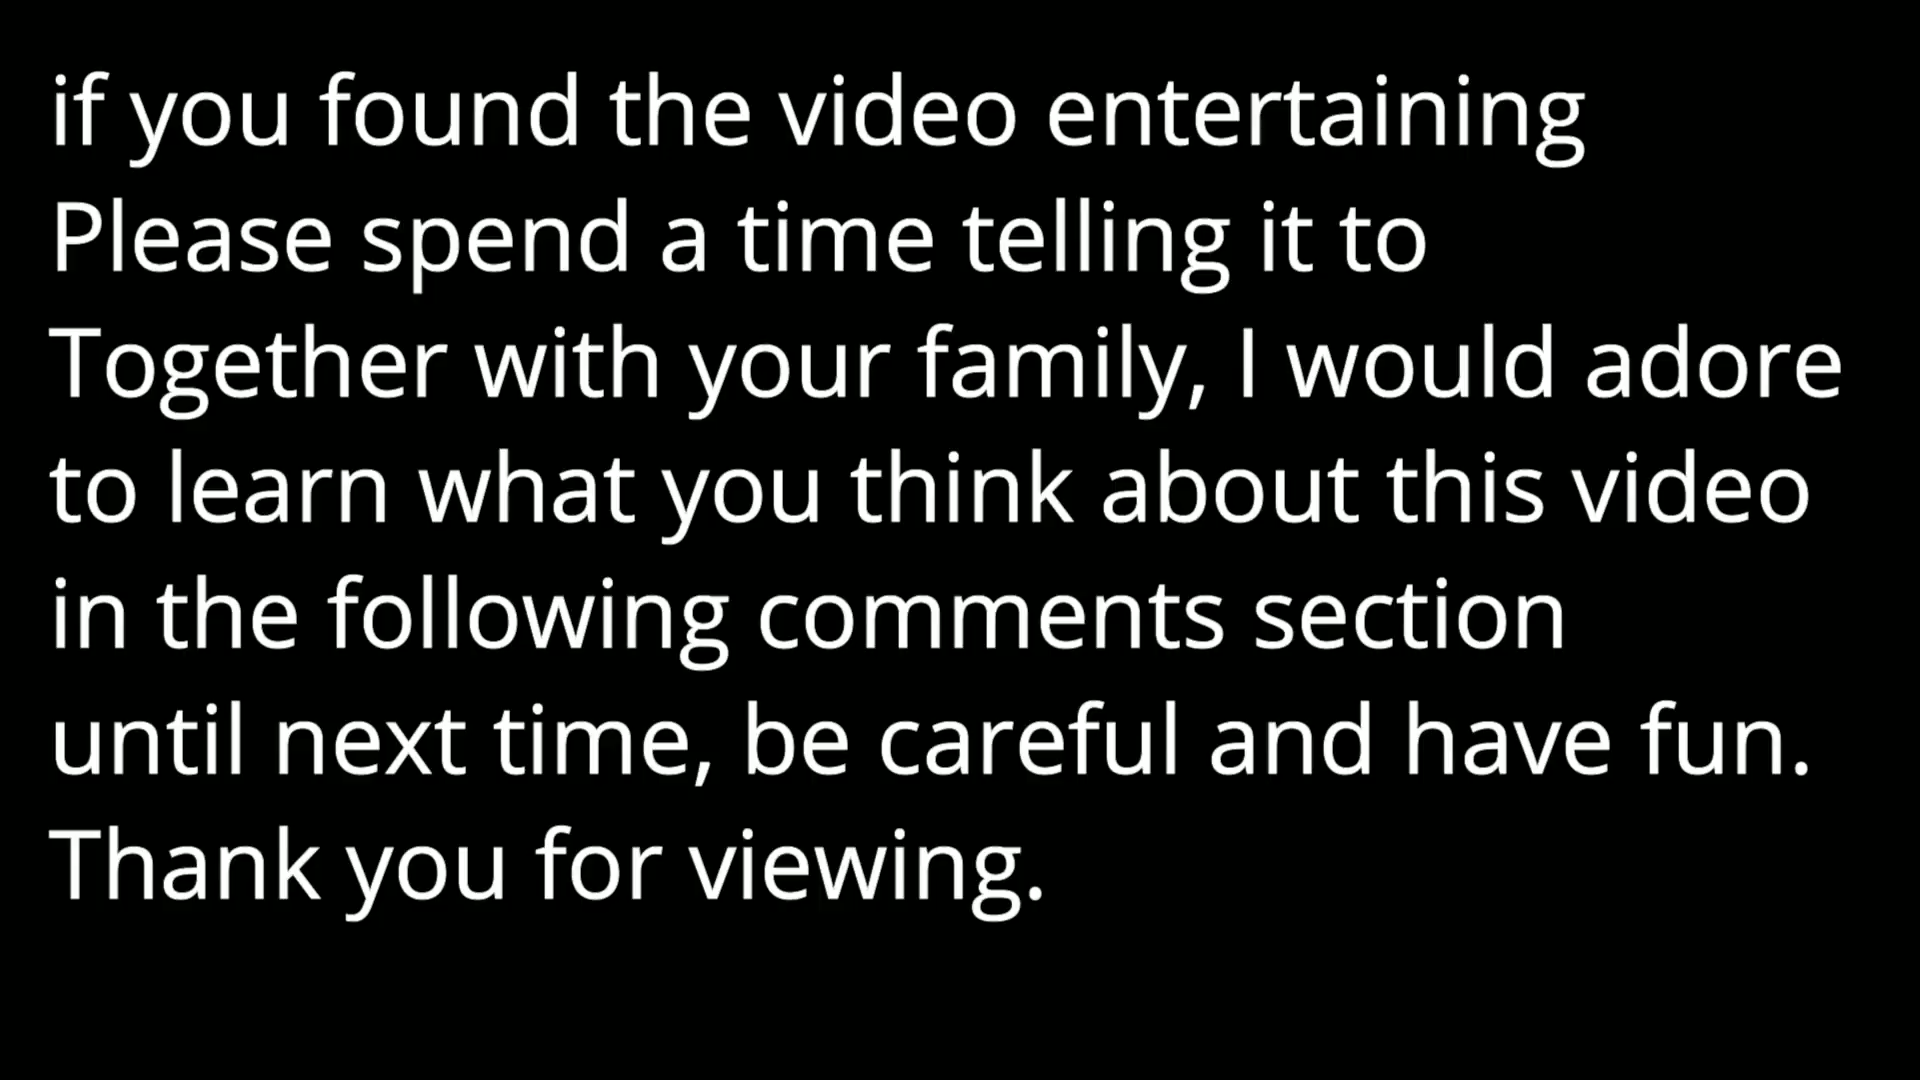 if you found the video entertaining
Please spend a time telling it to
Together with your family, I would adore
to learn what you think about this video
in the following comments section
until next time, be careful and have fun.
Thank you for viewing.